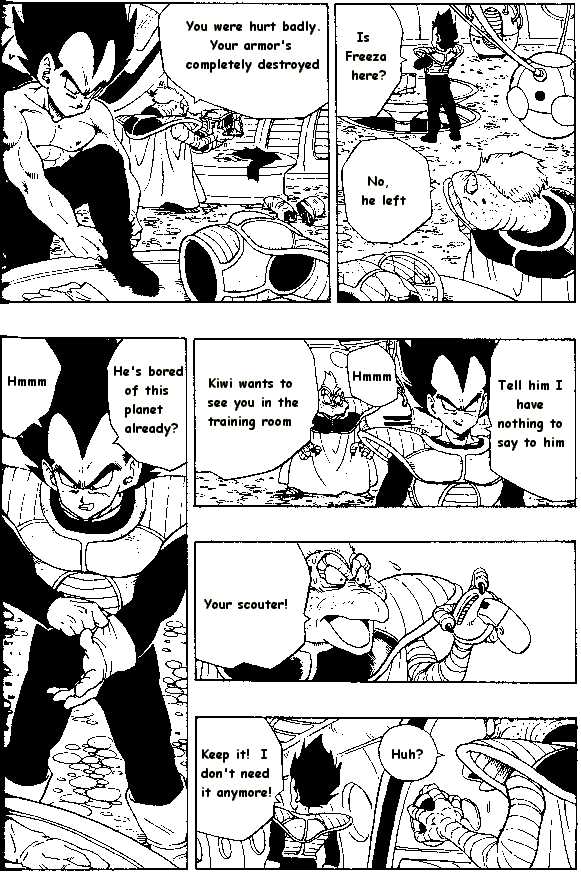 You were hurt badly.
Your armor's
completely destroyed
Is
Freeza
here?
No,
he left
Hmmm
He's bored
of this
planet
already?
Kiwi wants to
see you in the
training room
Hmmm
Tell him I
have
nothing to
say to him
Your scouter!
Keep it! I
don't need
it anymore!
Huh?